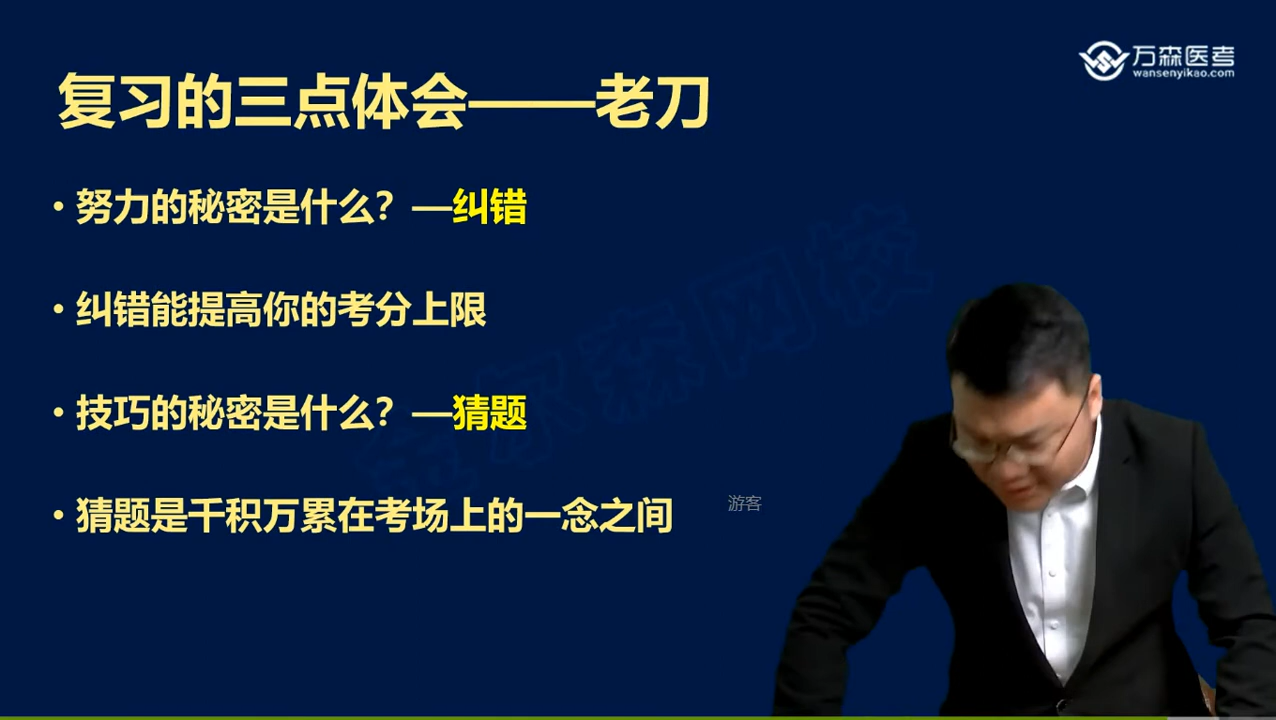 万森医考
wansenyikao.com
复习的三点体会——老刀
• 努力的秘密是什么？—纠错
• 纠错能提高你的考分上限
• 技巧的秘密是什么？—猜题
• 猜题是千积万累在考场上的一念之间
游客